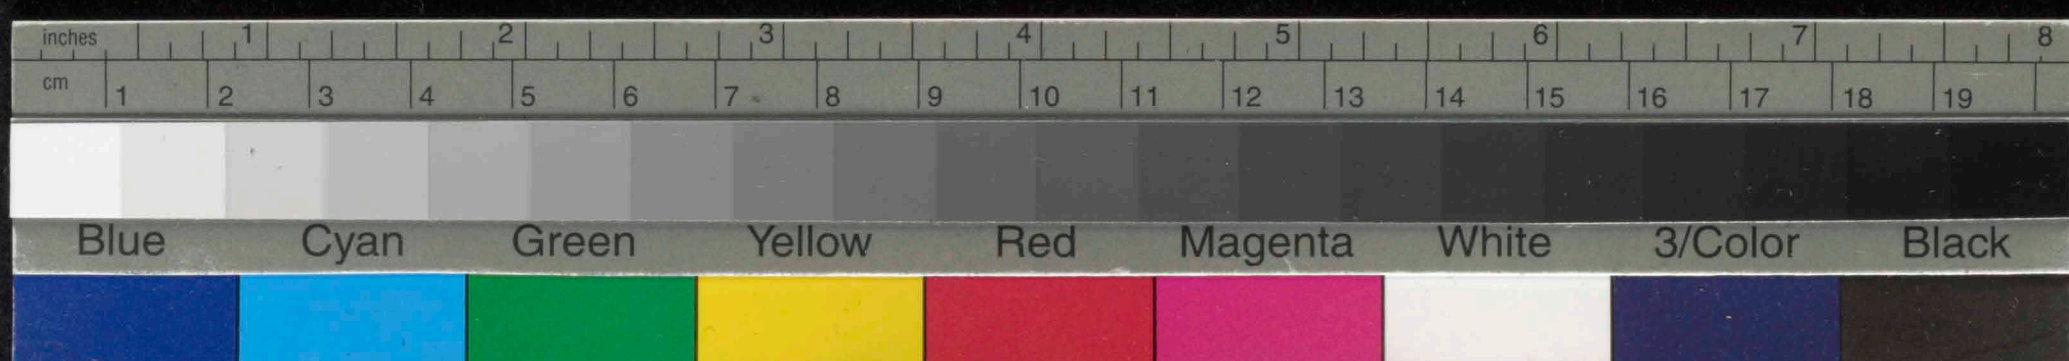 inches 1 2 3 4 5 6 7 8
cm 1 2 3 4 5 6 7 8 9 10 11 12 13 14 15 16 17 18 19
Blue Cyan Green Yellow Red Magenta White 3/Color Black